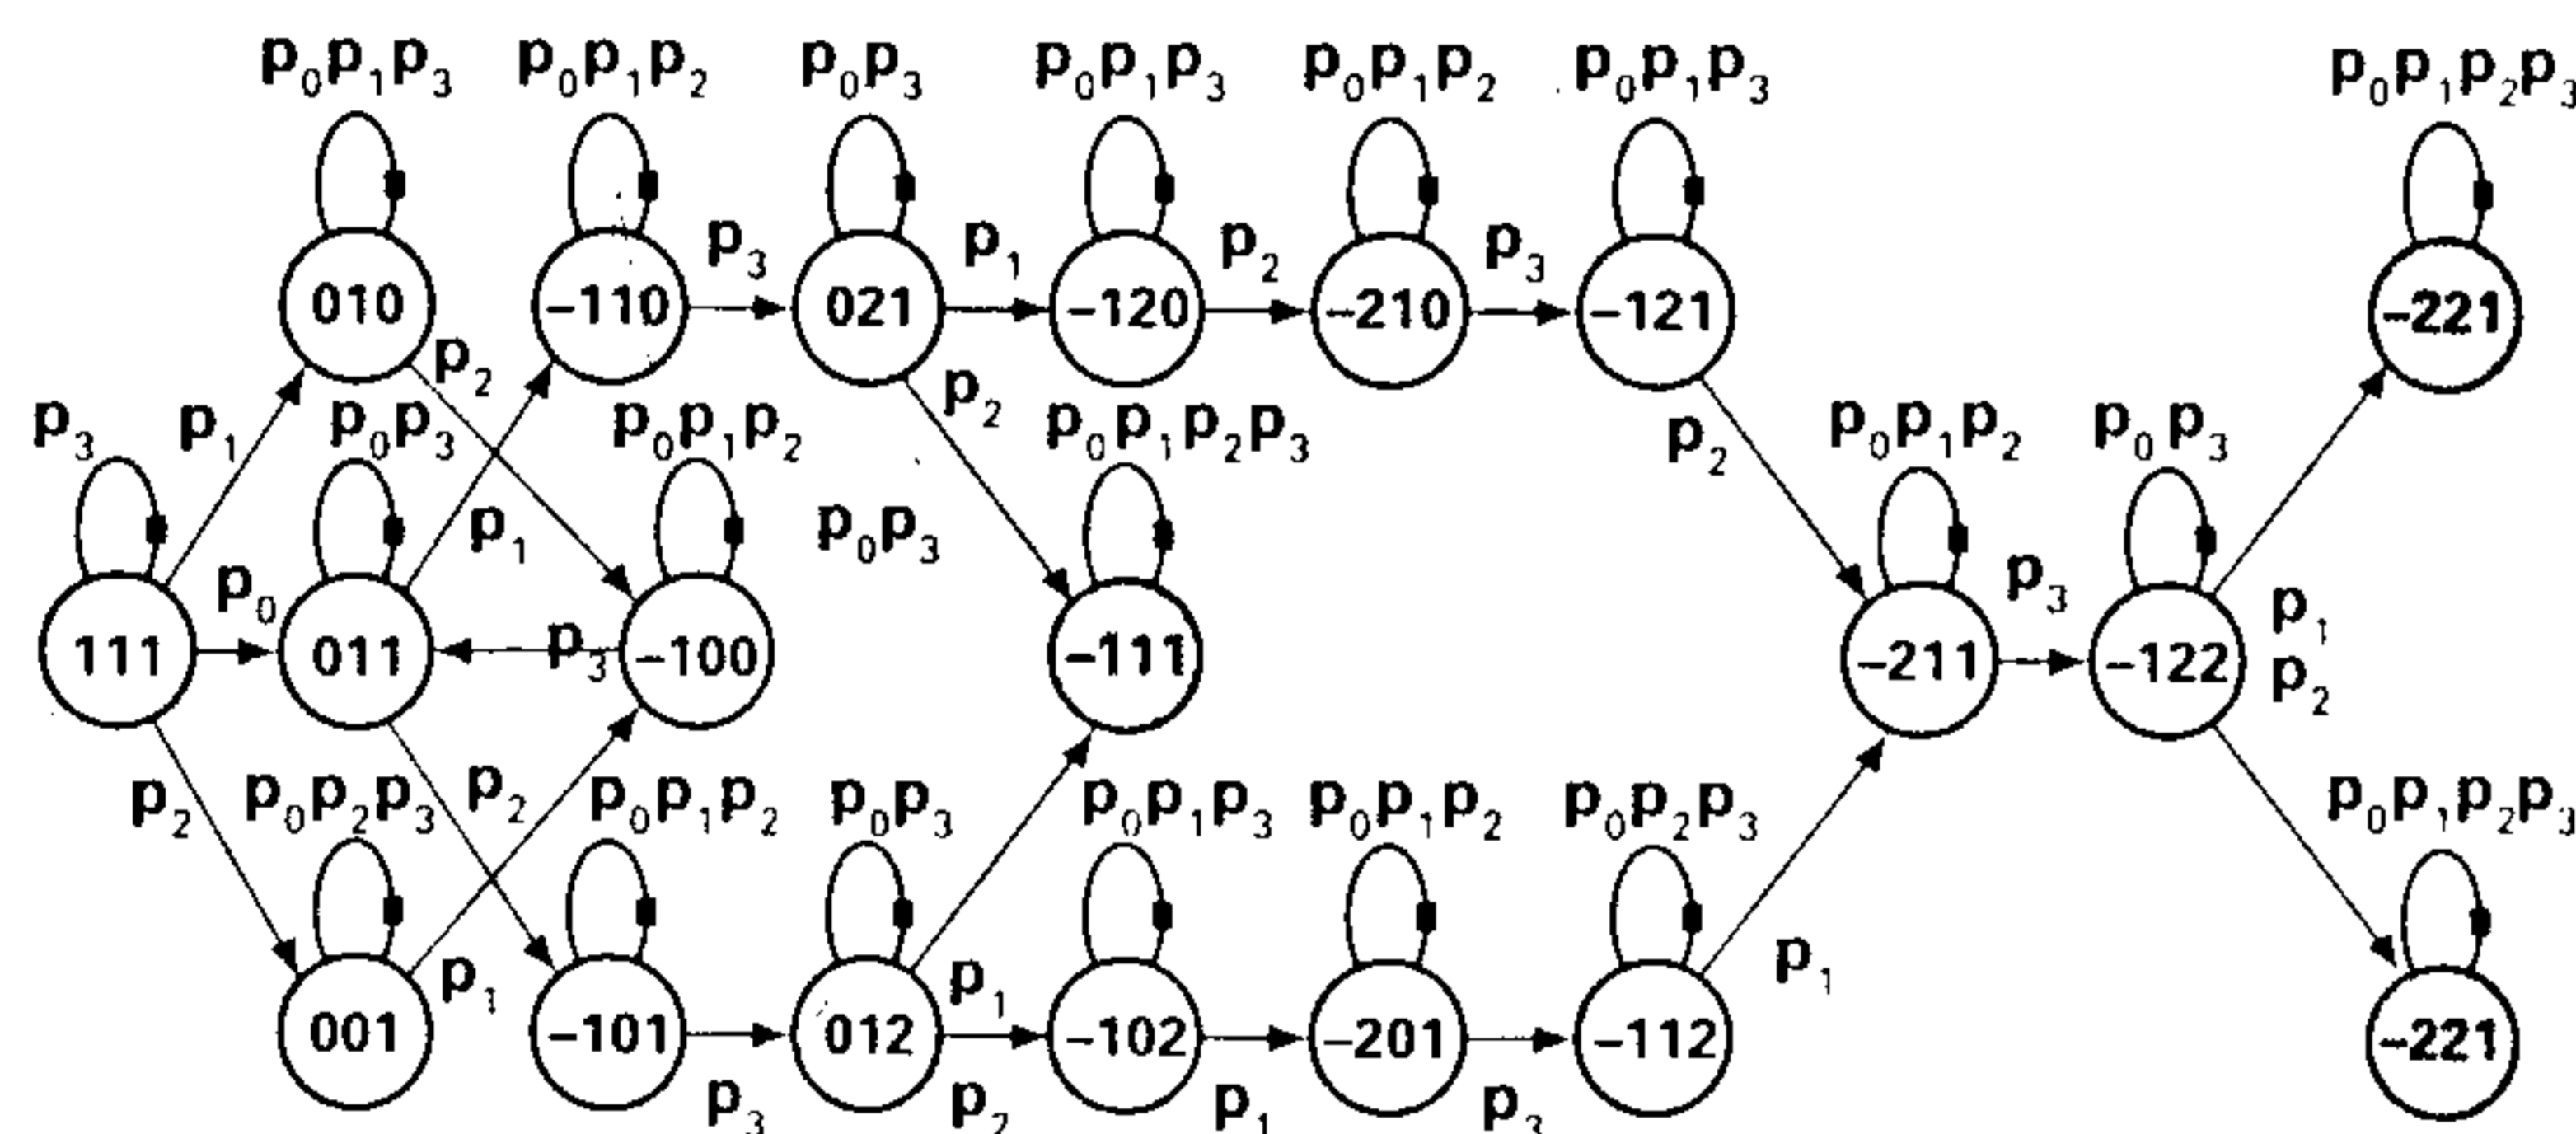 p₀p₁p₃ p₀p₁p₂ p₀p₃ p₀p₁p₃ p₀p₁p₂ p₀p₁p₃ p₀p₁p₂p₃
p₃ p₁ p₂ p₃
010 -110 021 -120 -210 -121 -221
p₂ p₂
p₃ p₁ p₀p₃ p₀p₁p₂ p₀p₁p₂p₃ p₂ p₀p₁p₂ p₀p₃
p₁ p₀p₃
p₀ p₃ p₁
111 011 p₃ -100 -111 -211 -122 p₂
p₂ p₀p₂p₃ p₂ p₀p₁p₂ p₀p₃ p₀p₁p₃ p₀p₁p₂ p₀p₂p₃ p₀p₁p₂p₃
p₁ p₁ p₁
001 -101 012 -102 -201 -112 -221
p₃ p₂ p₁ p₃